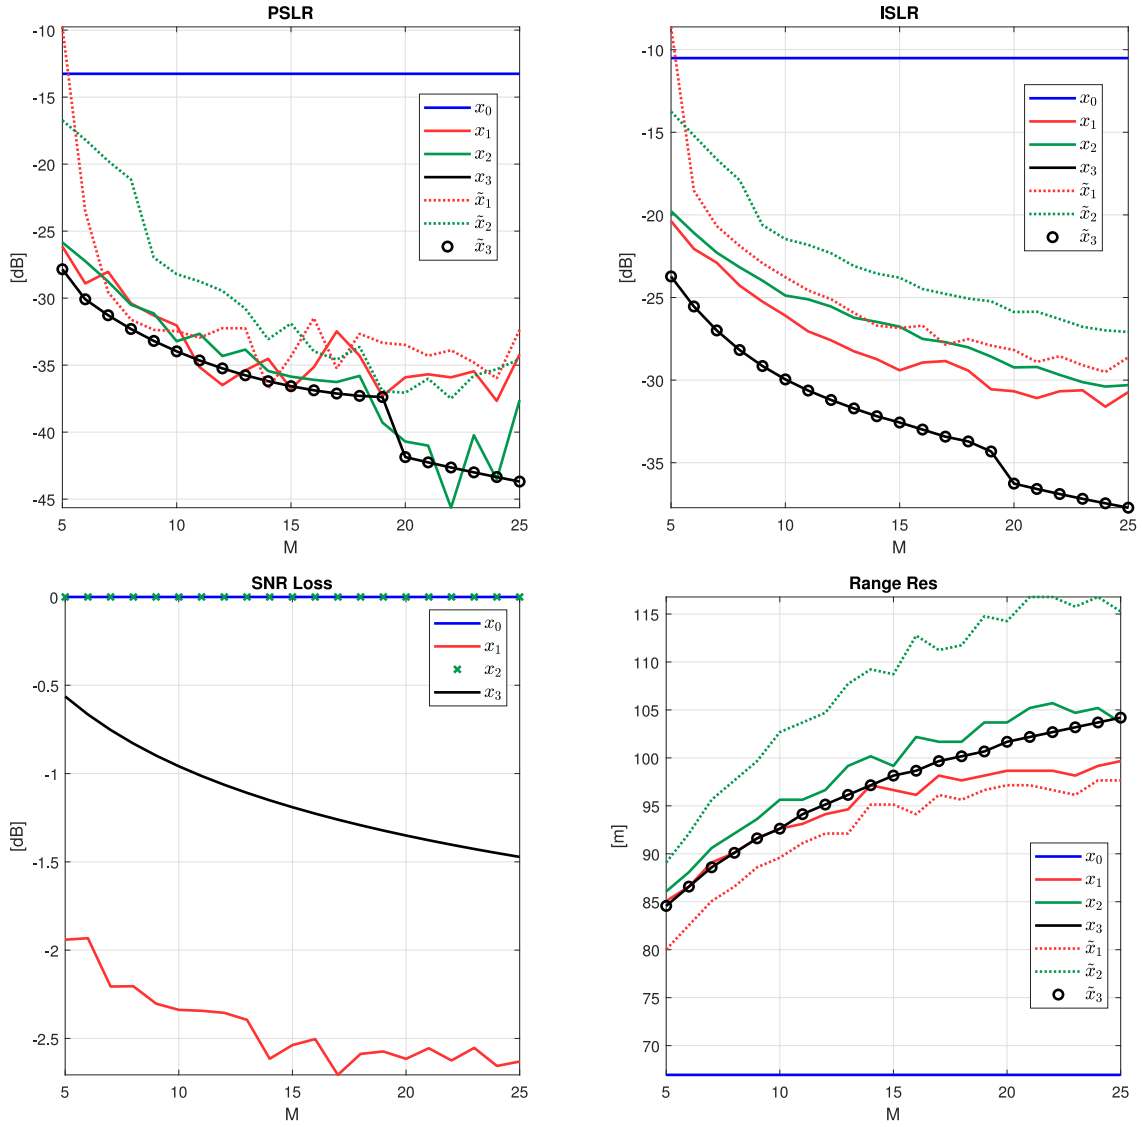 PSLR
-10
-15
-20
-25
-30
-35
-40
-45
[dB]
5
10
15
20
25
M
x₀
x₁
x₂
x₃
x̃₁
x̃₂
x̃₃
ISLR
-10
-15
-20
-25
-30
-35
[dB]
5
10
15
20
25
M
x₀
x₁
x₂
x₃
x̃₁
x̃₂
x̃₃
SNR Loss
0
-0.5
-1
-1.5
-2
-2.5
[dB]
5
10
15
20
25
M
x₀
x₁
x₂
x₃
Range Res
115
110
105
100
95
90
85
80
75
70
[m]
5
10
15
20
25
M
x₀
x₁
x₂
x₃
x̃₁
x̃₂
x̃₃